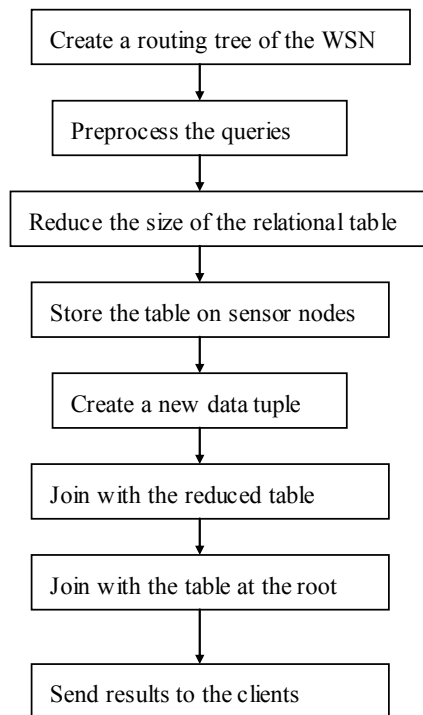 Create a routing tree of the WSN
Preprocess the queries
Reduce the size of the relational table
Store the table on sensor nodes
Create a new data tuple
Join with the reduced table
Join with the table at the root
Send results to the clients